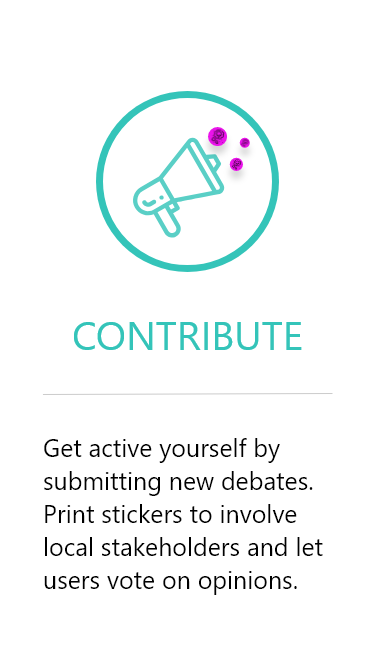 CONTRIBUTE
Get active yourself by
submitting new debates.
Print stickers to involve
local stakeholders and let
users vote on opinions.